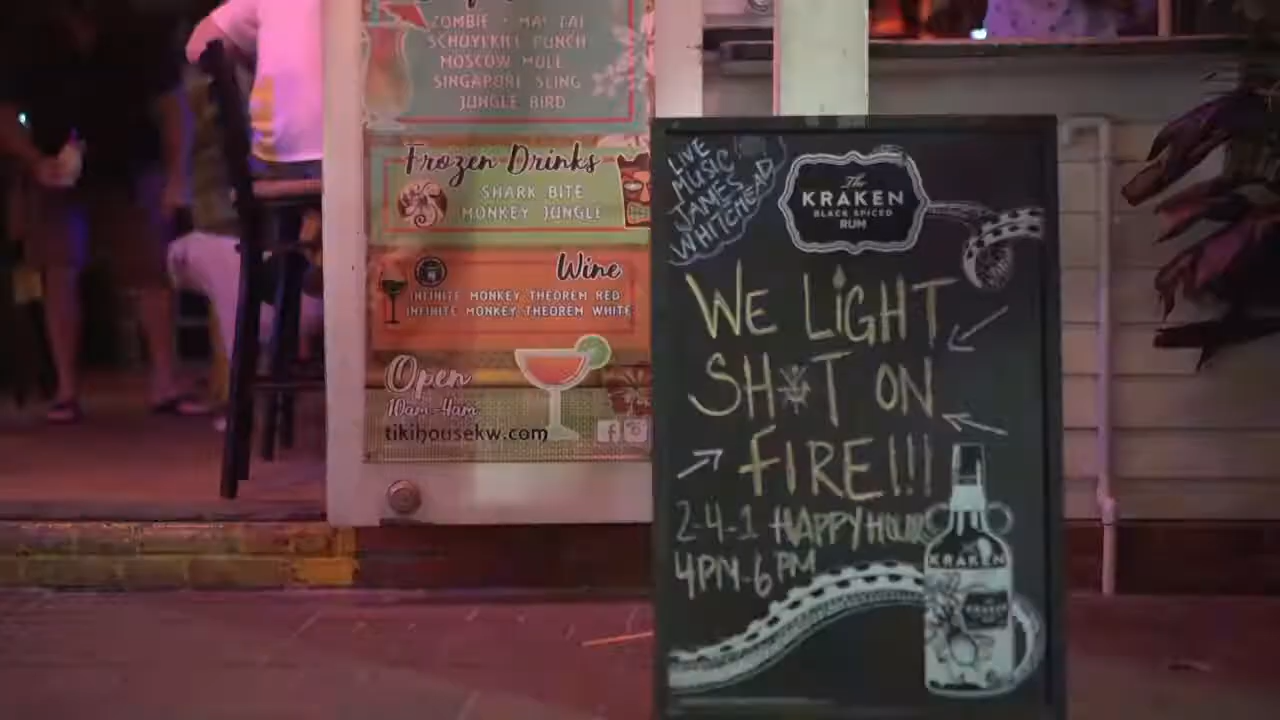 ZOMBIE · MAI TAI
SCHUYLKILL PUNCH
MOSCOW MULE
SINGAPORE SLING
JUNGLE BIRD
Frozen Drinks
SHARK BITE
MONKEY JUNGLE
Wine
INFINITE MONKEY THEOREM RED
INFINITE MONKEY THEOREM WHITE
Open
10am-4am
tikihousekw.com
LIVE
MUSIC
JAMES
WHITCHEAD
The
KRAKEN
BLACK SPICED
RUM
WE LIGHT
SH*T ON
FIRE!!!
2-4-1 HAPPY HOUR
4PM-6PM
KRAKEN
KRAKEN